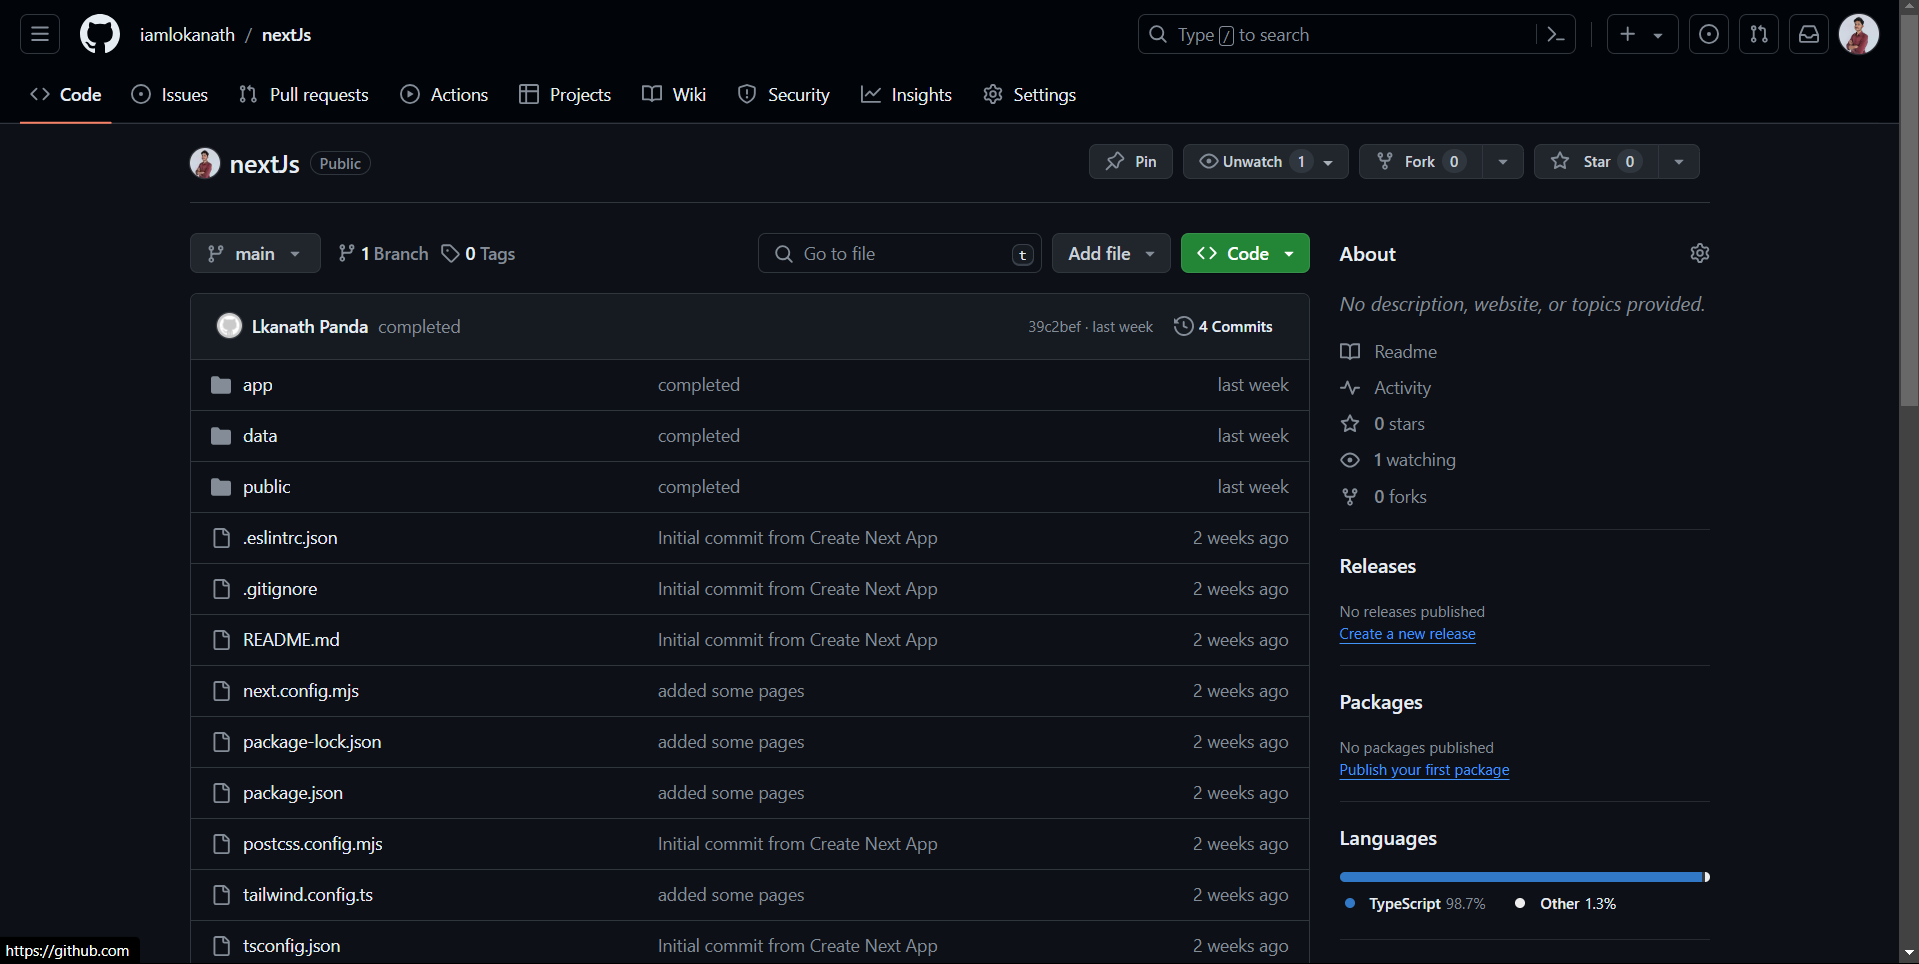 iamlokanath / nextJs
Type / to search
Code
Issues
Pull requests
Actions
Projects
Wiki
Security
Insights
Settings
nextJs Public
Pin
Unwatch 1
Fork 0
Star 0
main
1 Branch
0 Tags
Go to file t
Add file
Code
Lkanath Panda completed 39c2bef · last week 4 Commits
app completed last week
data completed last week
public completed last week
.eslintrc.json Initial commit from Create Next App 2 weeks ago
.gitignore Initial commit from Create Next App 2 weeks ago
README.md Initial commit from Create Next App 2 weeks ago
next.config.mjs added some pages 2 weeks ago
package-lock.json added some pages 2 weeks ago
package.json added some pages 2 weeks ago
postcss.config.mjs Initial commit from Create Next App 2 weeks ago
tailwind.config.ts added some pages 2 weeks ago
tsconfig.json Initial commit from Create Next App 2 weeks ago
About
No description, website, or topics provided.
Readme
Activity
0 stars
1 watching
0 forks
Releases
No releases published
Create a new release
Packages
No packages published
Publish your first package
Languages
TypeScript 98.7% Other 1.3%
https://github.com